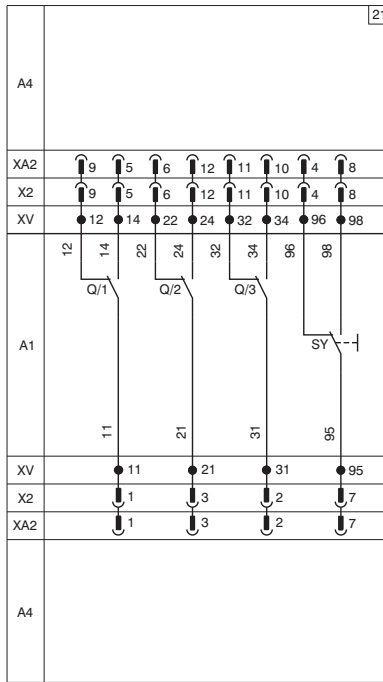 21
A4
XA2 9 5 6 12 11 10 4 8
X2 9 5 6 12 11 10 4 8
XV 12 14 22 24 32 34 96 98
12 14 22 24 32 34 96 98
Q/1 Q/2 Q/3
A1 SY
11 21 31 95
XV 11 21 31 95
X2 1 3 2 7
XA2 1 3 2 7
A4